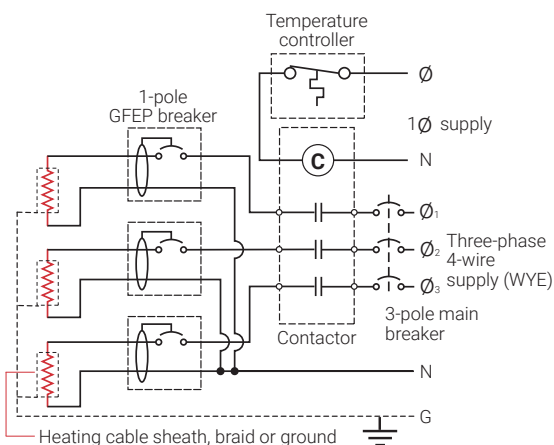 Temperature
controller
Ø
1-pole
GFEP breaker
1Ø supply
C
N
Ø1
Ø2
Three-phase
4-wire
supply (WYE)
Ø3
3-pole main
breaker
Contactor
N
G
Heating cable sheath, braid or ground